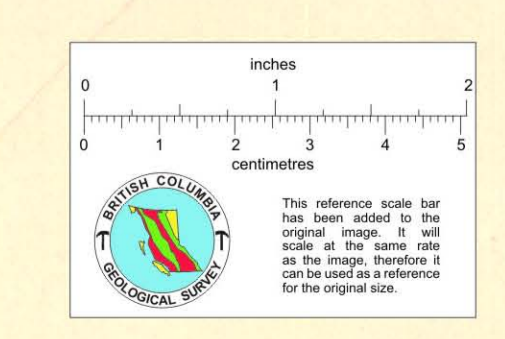 inches
0 1 2
0 1 2 3 4 5
centimetres
BRITISH COLUMBIA
GEOLOGICAL SURVEY
This reference scale bar
has been added to the
original image. It will
scale at the same rate
as the image, therefore it
can be used as a reference
for the original size.